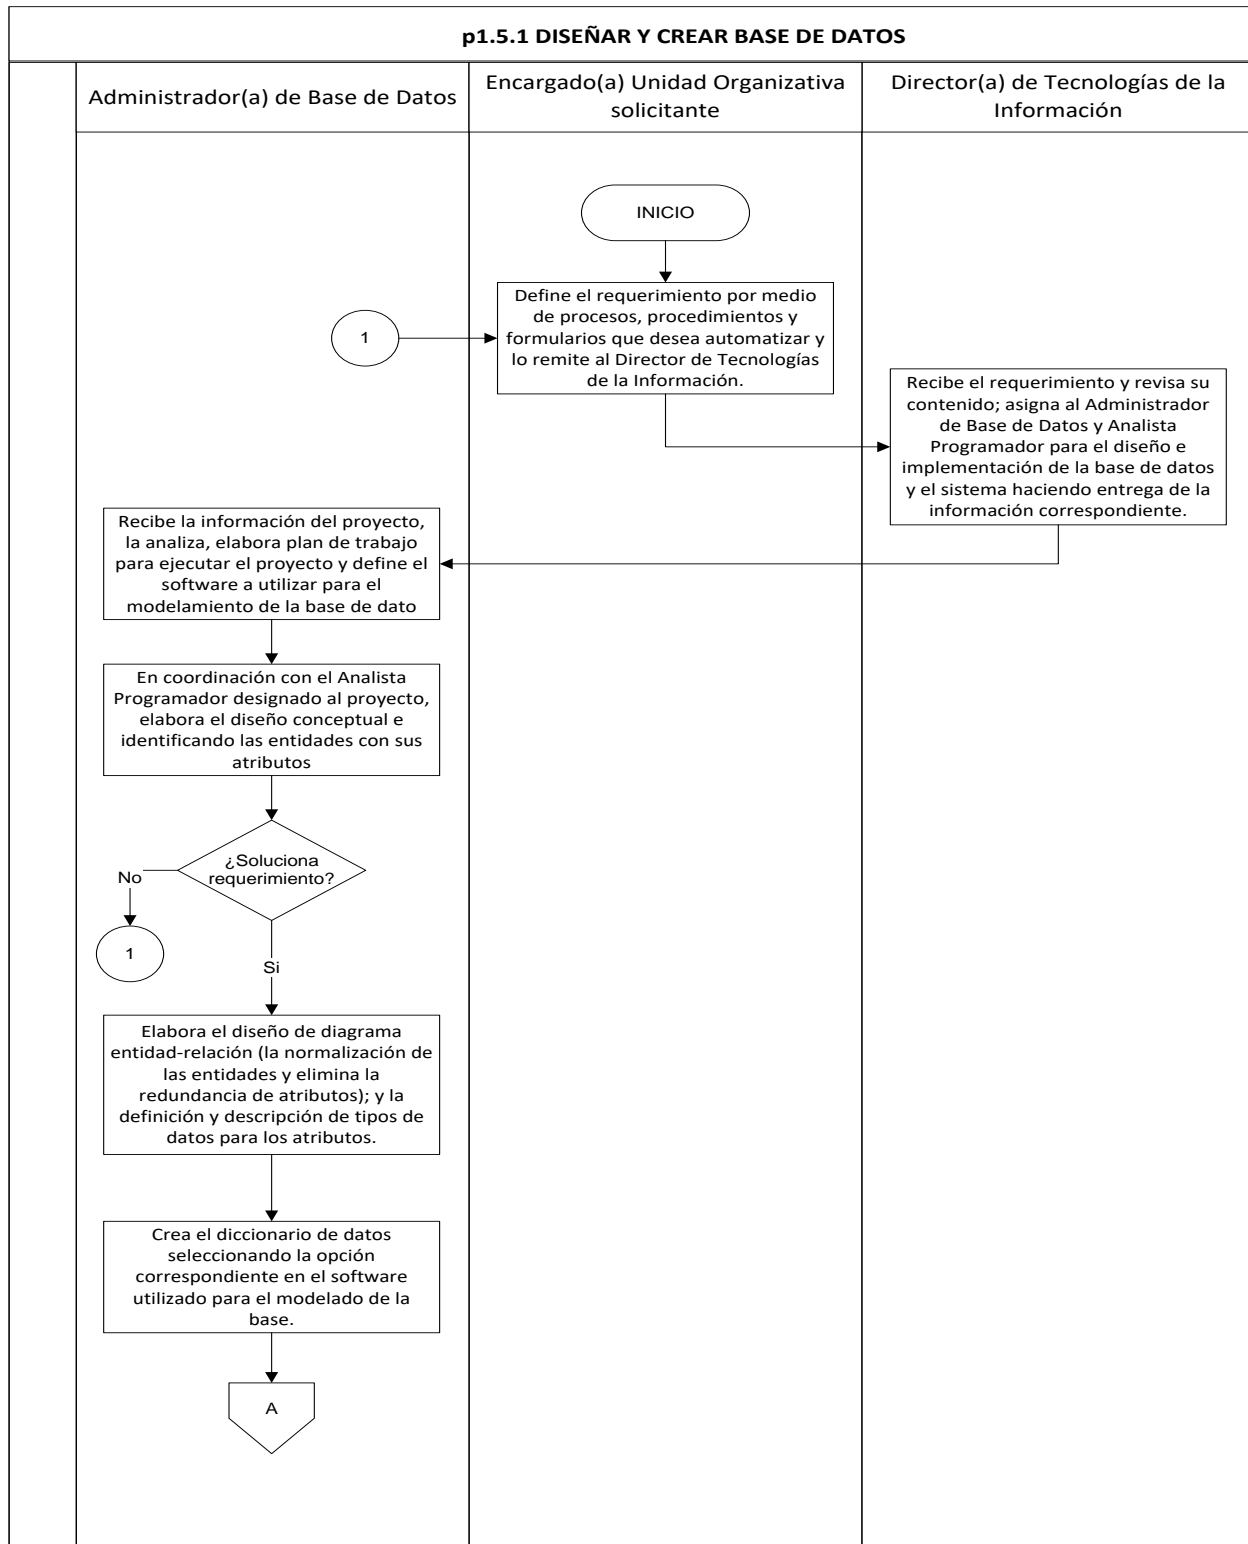 p1.5.1 DISEÑAR Y CREAR BASE DE DATOS
Administrador(a) de Base de Datos
Encargado(a) Unidad Organizativa
solicitante
Director(a) de Tecnologías de la
Información
INICIO
1
Define el requerimiento por medio
de procesos, procedimientos y
formularios que desea automatizar y
lo remite al Director de Tecnologías
de la Información.
Recibe el requerimiento y revisa su
contenido; asigna al Administrador
de Base de Datos y Analista
Programador para el diseño e
implementación de la base de datos
y el sistema haciendo entrega de la
información correspondiente.
Recibe la información del proyecto,
la analiza, elabora plan de trabajo
para ejecutar el proyecto y define el
software a utilizar para el
modelamiento de la base de dato
En coordinación con el Analista
Programador designado al proyecto,
elabora el diseño conceptual e
identificando las entidades con sus
atributos
¿Soluciona
requerimiento?
No
1
Si
Elabora el diseño de diagrama
entidad-relación (la normalización de
las entidades y elimina la
redundancia de atributos); y la
definición y descripción de tipos de
datos para los atributos.
Crea el diccionario de datos
seleccionando la opción
correspondiente en el software
utilizado para el modelado de la
base.
A